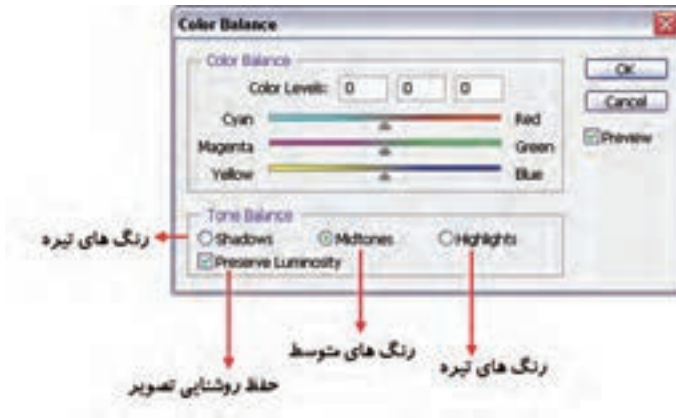 Color Balance
Color Balance
Color Levels: 0 0 0
Cyan Red
Magenta Green
Yellow Blue
OK
Cancel
Preview
Tone Balance
Shadows Midtones Highlights
Preserve Luminosity
رنگ های تیره
رنگ های متوسط
رنگ های تیره
حفظ روشنایی تصویر